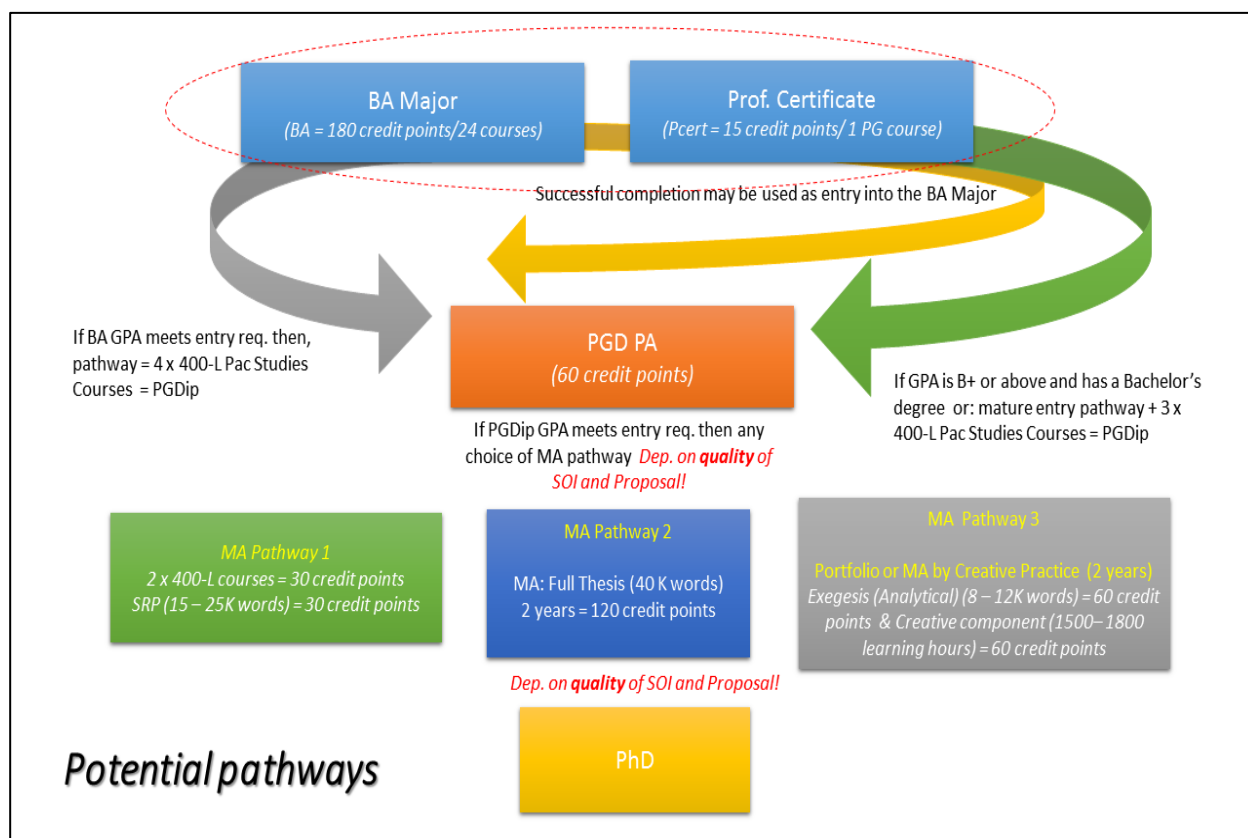 BA Major
(BA = 180 credit points/24 courses)
Prof. Certificate
(Pcert = 15 credit points/ 1 PG course)
Successful completion may be used as entry into the BA Major
If BA GPA meets entry req. then,
pathway = 4 x 400-L Pac Studies
Courses = PGDip
PGD PA
(60 credit points)
If GPA is B+ or above and has a Bachelor's
degree or: mature entry pathway + 3 x
400-L Pac Studies Courses = PGDip
If PGDip GPA meets entry req. then any
choice of MA pathway Dep. on quality of
SOI and Proposal!
MA Pathway 1
2 x 400-L courses = 30 credit points
SRP (15 – 25K words) = 30 credit points
MA Pathway 2
MA: Full Thesis (40 K words)
2 years = 120 credit points
MA Pathway 3
Portfolio or MA by Creative Practice (2 years)
Exegesis (Analytical) (8 – 12K words) = 60 credit
points & Creative component (1500– 1800
learning hours) = 60 credit points
Dep. on quality of SOI and Proposal!
PhD
Potential pathways